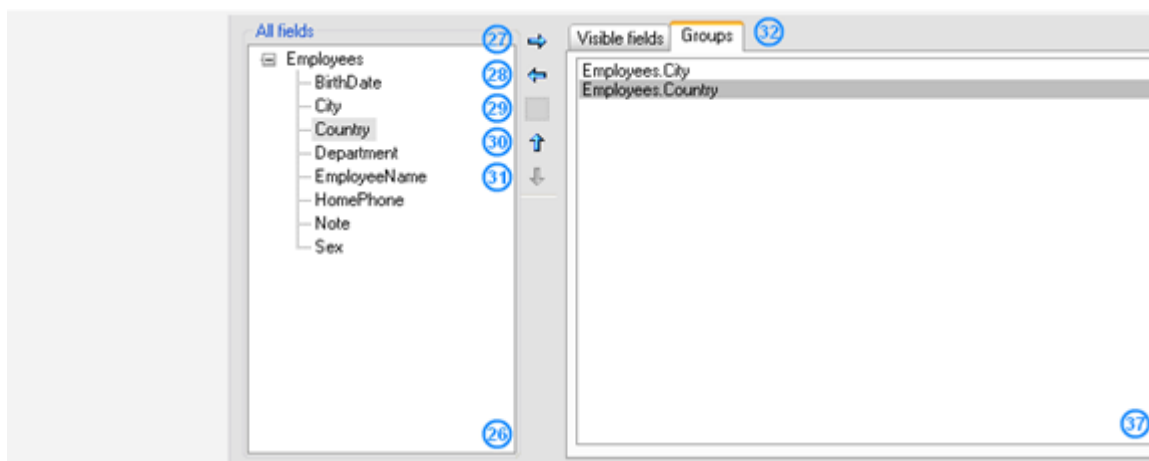 All fields
Employees
BirthDate
City
Country
Department
EmployeeName
HomePhone
Note
Sex
26
27
28
29
30
31
Visible fields Groups 32
Employees.City
Employees.Country
37